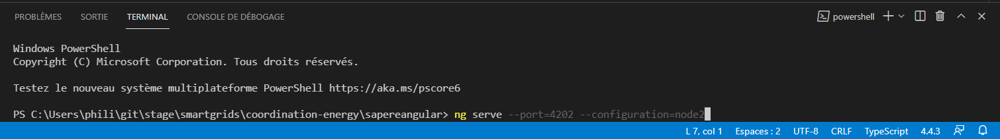 PROBLÈMES SORTIE TERMINAL CONSOLE DE DÉBOGAGE powershell
Windows PowerShell
Copyright (C) Microsoft Corporation. Tous droits réservés.
Testez le nouveau système multiplateforme PowerShell https://aka.ms/pscore6
PS C:\Users\phili\git\stage\smartgrids\coordination-energy\sapereangular> ng serve --port=4202 --configuration=node2
L 7, col 1 Espaces : 2 UTF-8 CRLF TypeScript 4.4.3